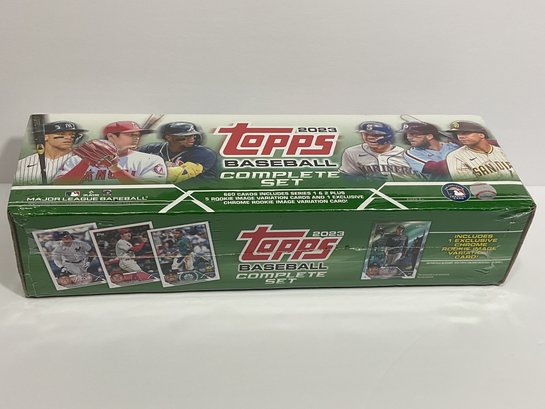 2023
Topps
BASEBALL
COMPLETE
SET
ANGELS
MARINERS
MAJOR LEAGUE BASEBALL
660 CARDS INCLUDES SERIES 1 & 2 PLUS
5 ROOKIE IMAGE VARIATION CARDS AND 1 EXCLUSIVE
CHROME ROOKIE IMAGE VARIATION CARD!
2023
Topps
BASEBALL
COMPLETE
SET
INCLUDES
1 EXCLUSIVE
CHROME
ROOKIE IMAGE
VARIATION
CARD!